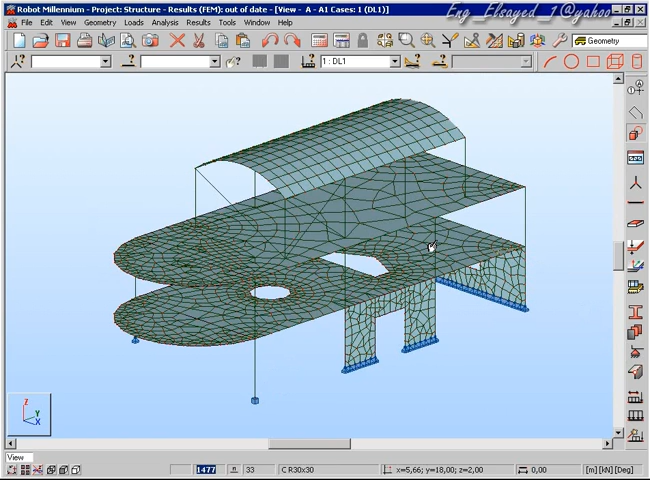 Robot Millennium - Project: Structure - Results (FEM): out of date - [View - A - A1 Cases: 1 (DL1)]
Eng_Elsayed_1@yahoo
File Edit View Geometry Loads Analysis Results Tools Window Help
Geometry
1 : DL1
Z
Y
X
View
1477 33 C R30x30 x=5,66; y=18,00; z=2,00 0,00 [m] [kN] [Deg]